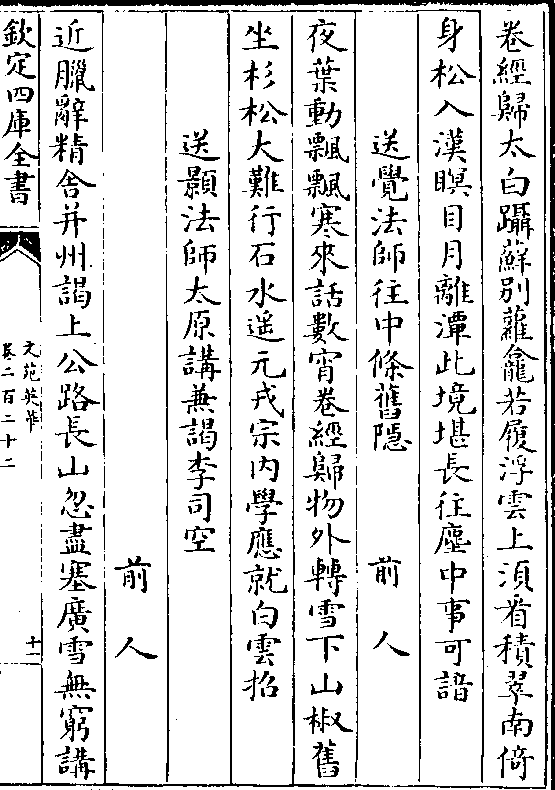 卷經歸太白躡蘚别蘿龕若履浮雲上須看積翠南倚
身松入漢瞑目月離潭此境堪長往塵中事可諳
送覺法師往中條舊隠
前人
夜葉動飄飄寒來話數宵卷經歸物外轉雪下山椒舊
坐杉松大難行石水遥元戎宗内學應就白雲招
送顥法師太原講兼謁李司空
前人
近臘辭精舍并州謁上公路長山忽盡塞廣雪無窮講
欽定四庫全書
文苑英華
卷二百二十二
十一